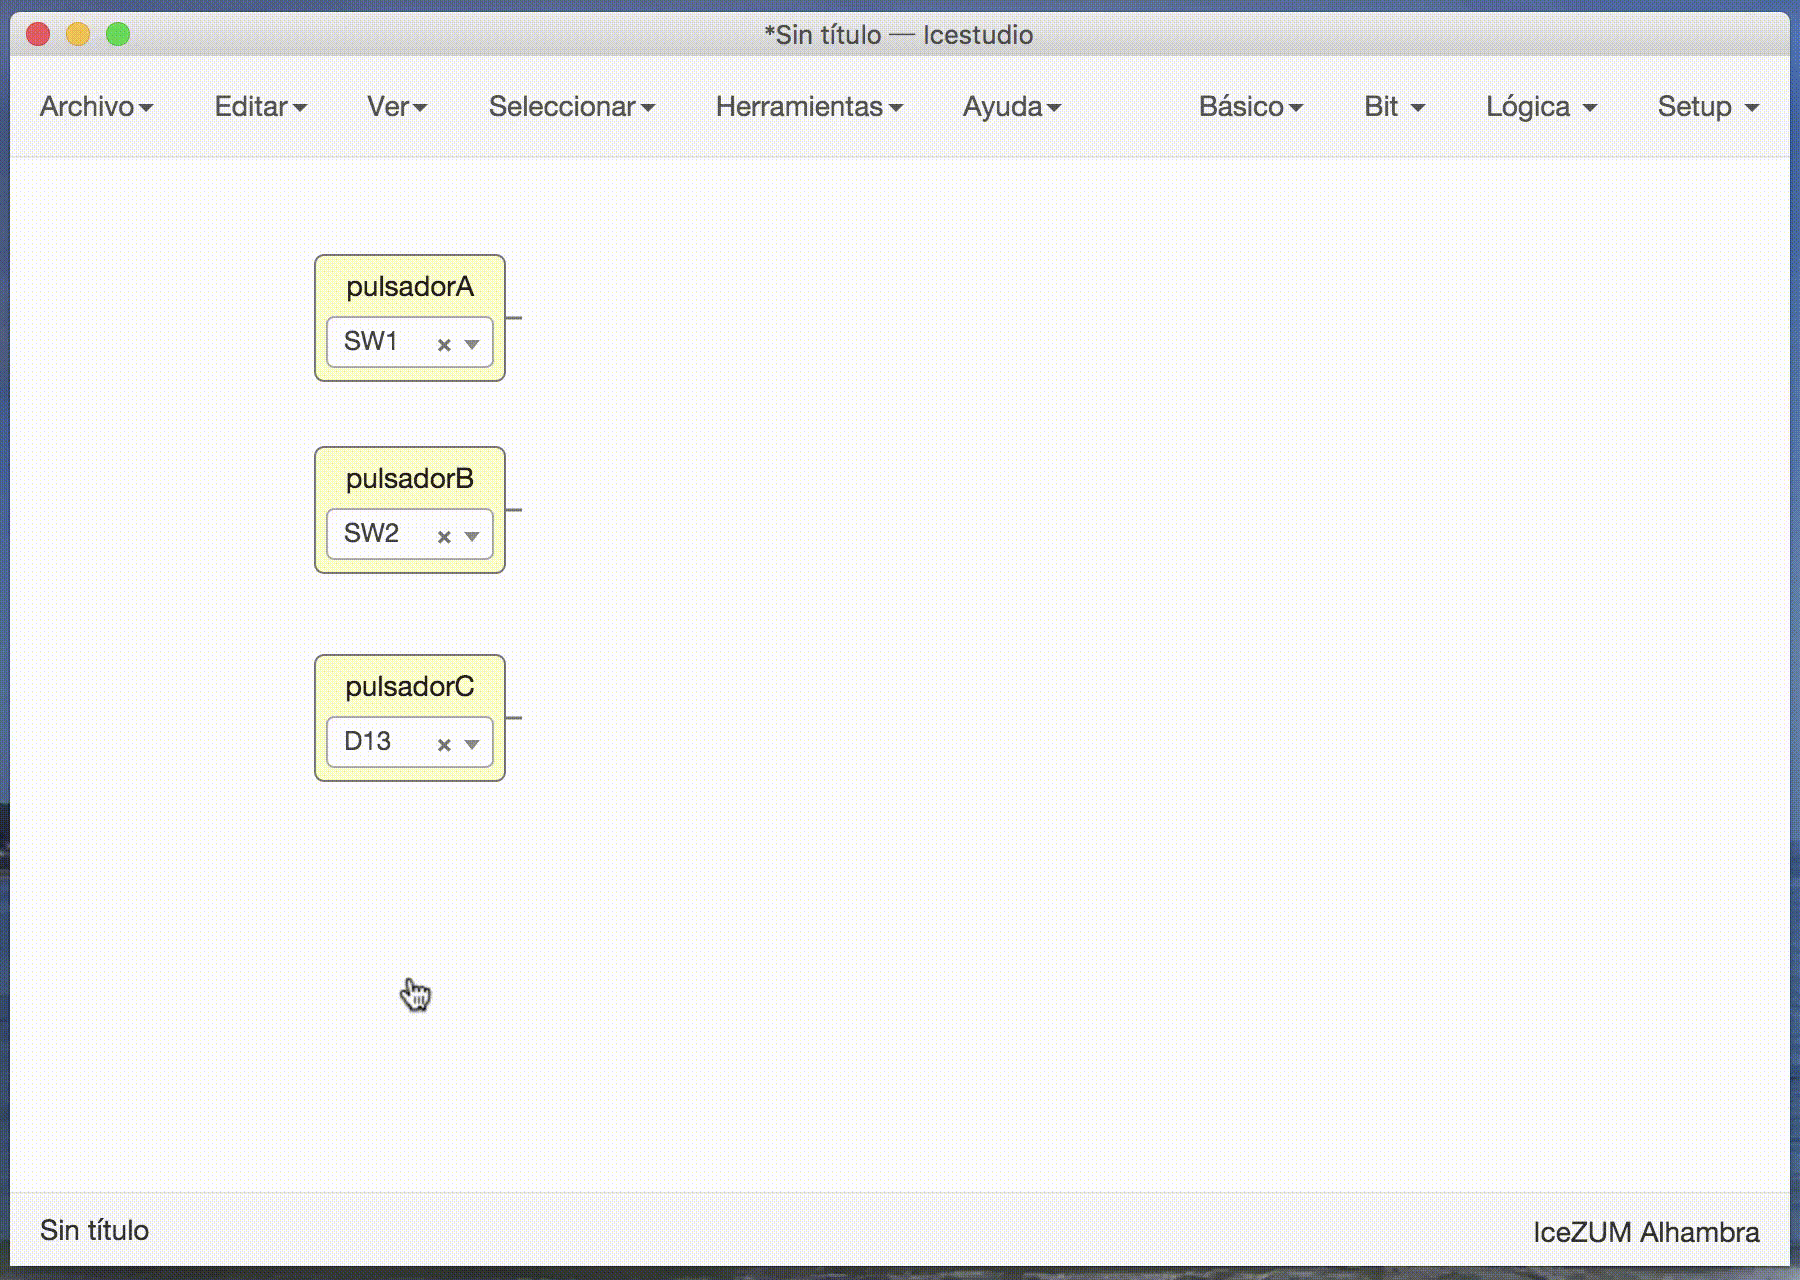 *Sin título — Icestudio
Archivo Editar Ver Seleccionar Herramientas Ayuda Básico Bit Lógica Setup
pulsadorA
SW1
pulsadorB
SW2
pulsadorC
D13
Sin título IceZUM Alhambra